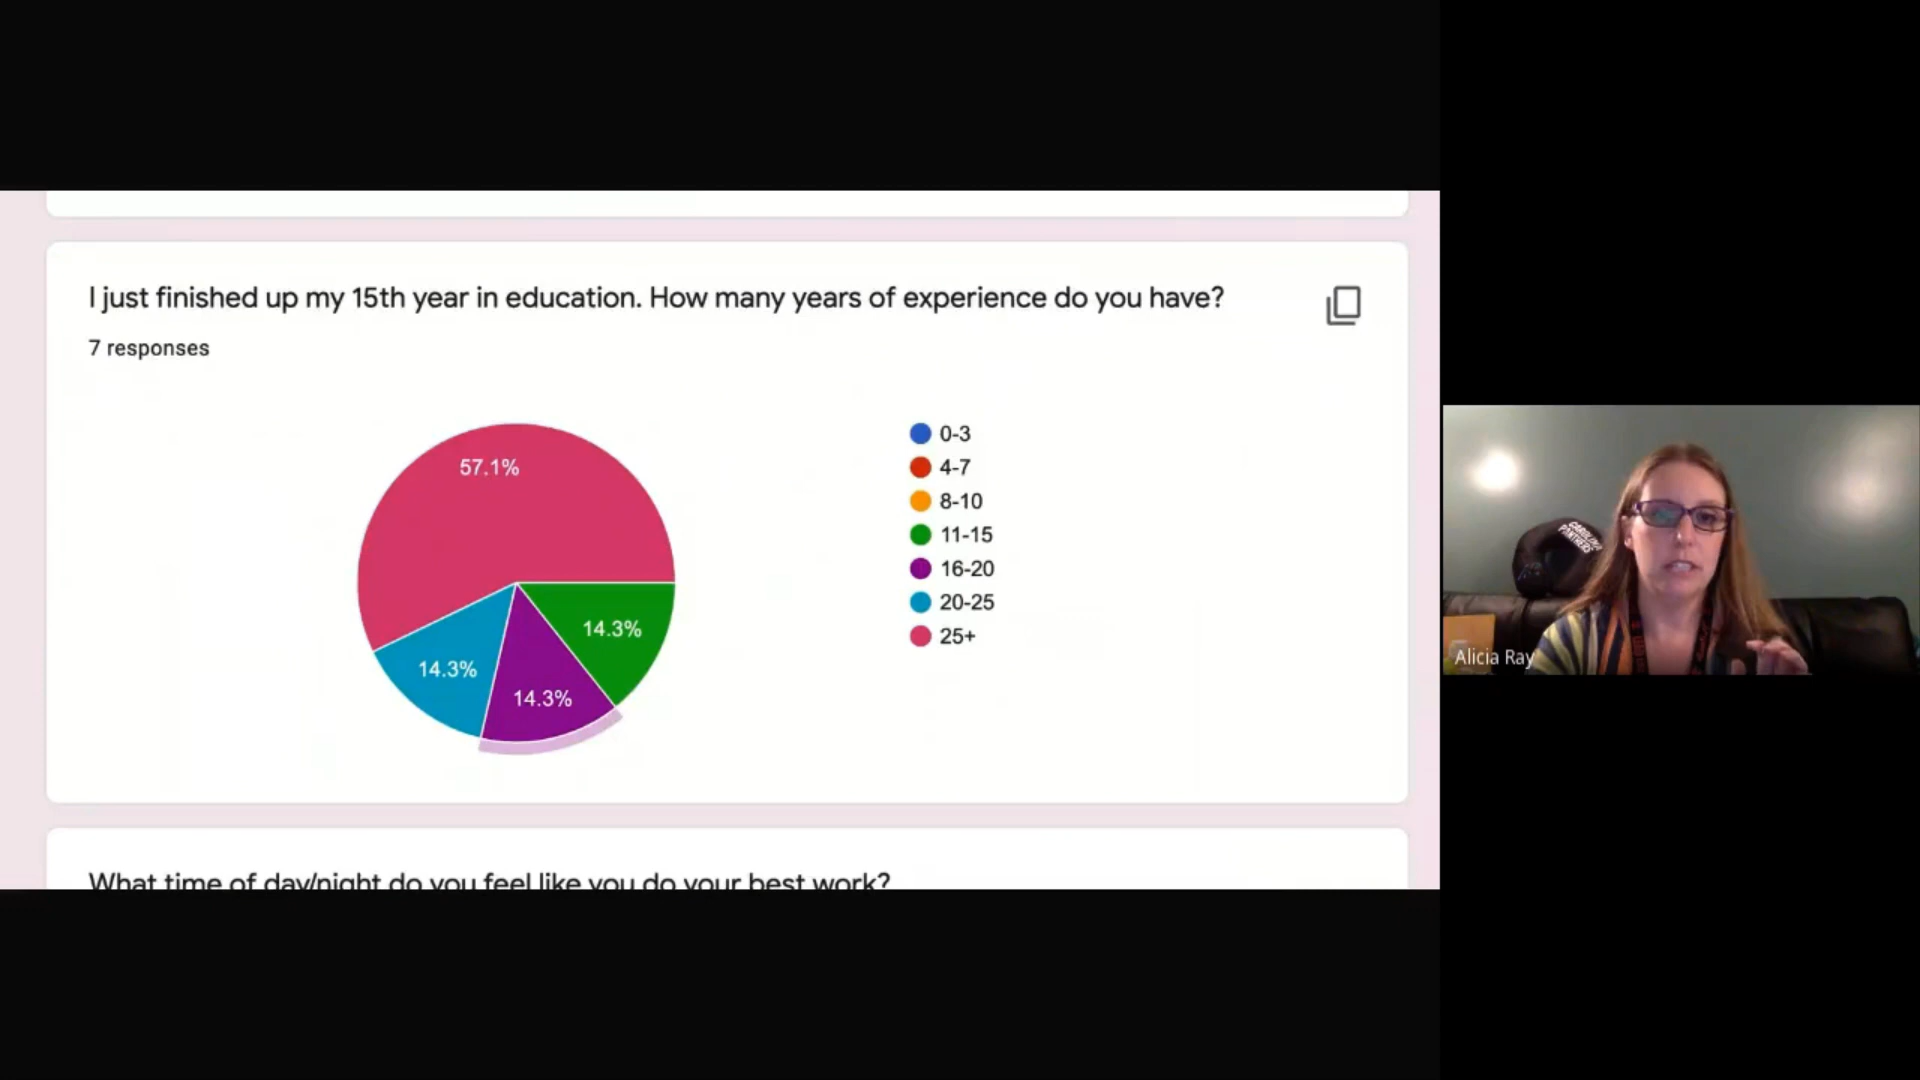 I just finished up my 15th year in education. How many years of experience do you have?
7 responses
57.1%
14.3%
14.3%
14.3%
0-3
4-7
8-10
11-15
16-20
20-25
25+
What time of day/night do you feel like you do your best work?
CAROLINA
PANTHERS
Alicia Ray